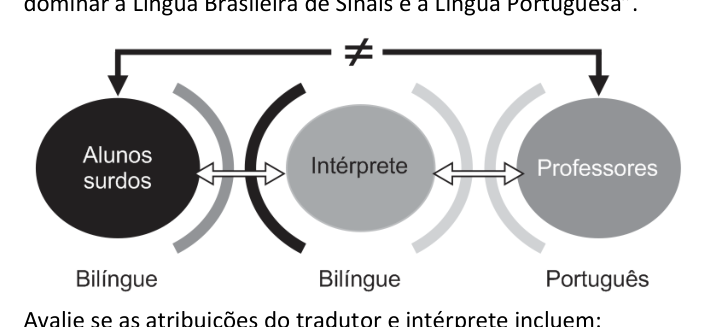 dominar a Língua Brasileira de Sinais e a Língua Portuguesa".
≠
Alunos
surdos
Intérprete
Professores
Bilíngue
Bilíngue
Português
Avalie se as atribuições do tradutor e intérprete incluem: